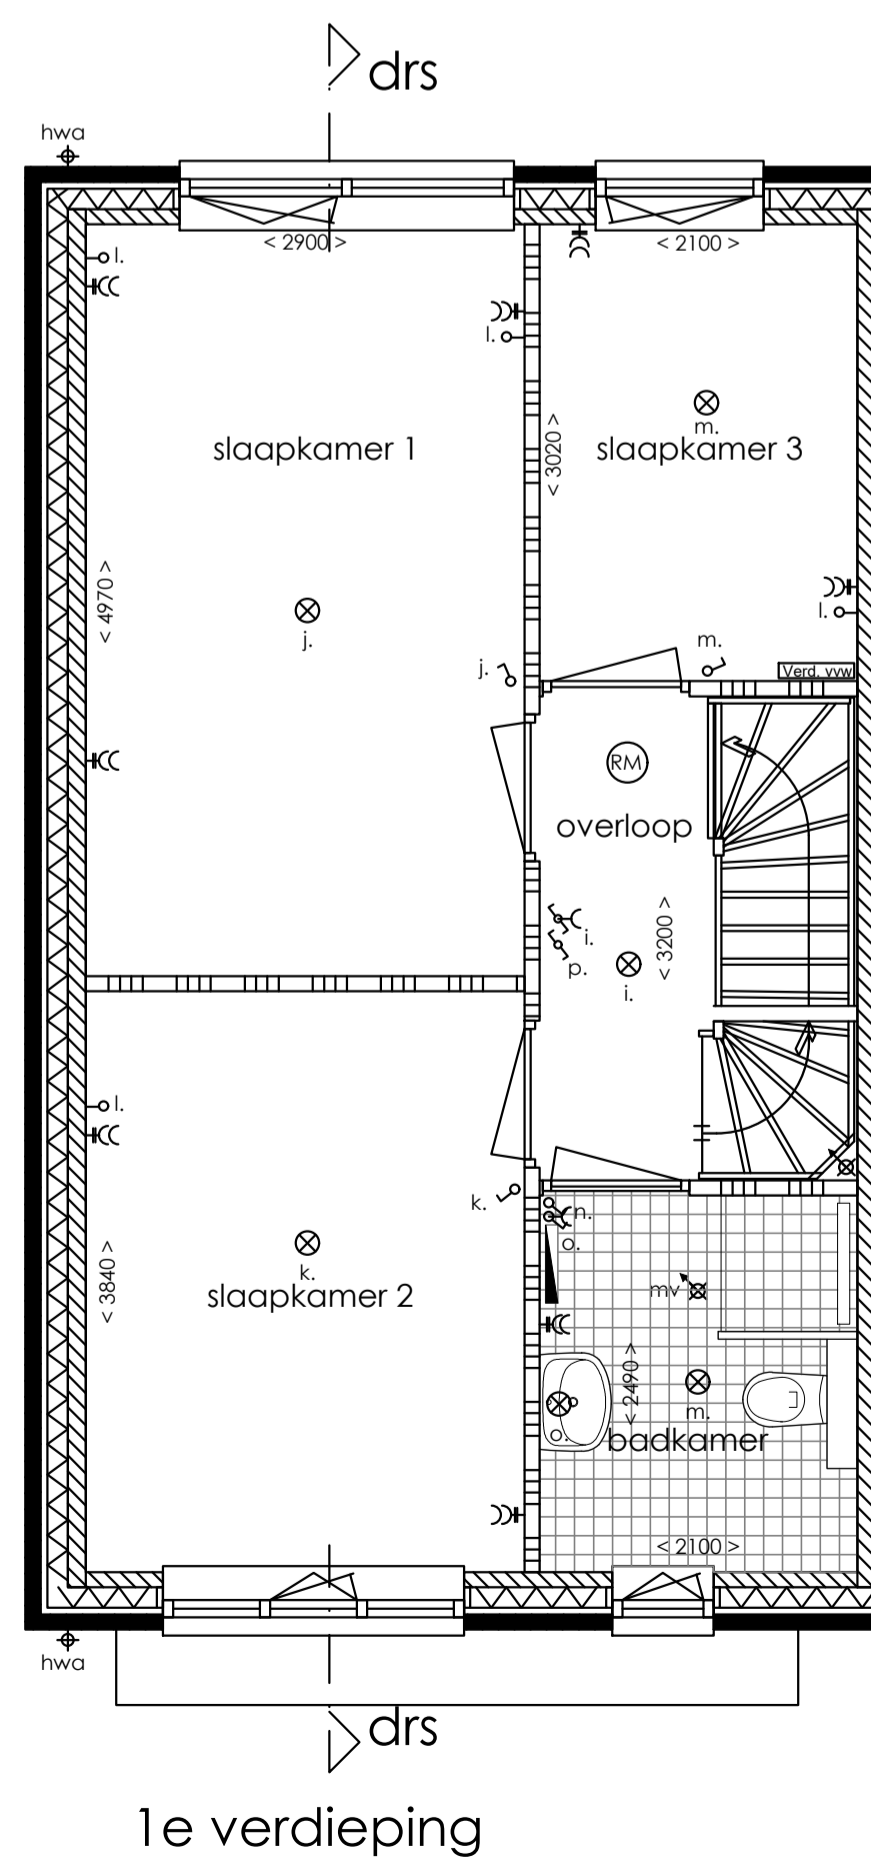 drs
hwa
< 2900 >
< 2100 >
l.
l.
m.
< 3020 >
slaapkamer 1
slaapkamer 3
< 4970 >
j.
l.
m.
j.
Verd. vvw
RM
overloop
i.
< 3200 >
p.
i.
l.
k.
n.
o.
k.
< 3840 >
slaapkamer 2
mv
< 2490 >
m.
o.
badkamer
< 2100 >
hwa
drs
1e verdieping